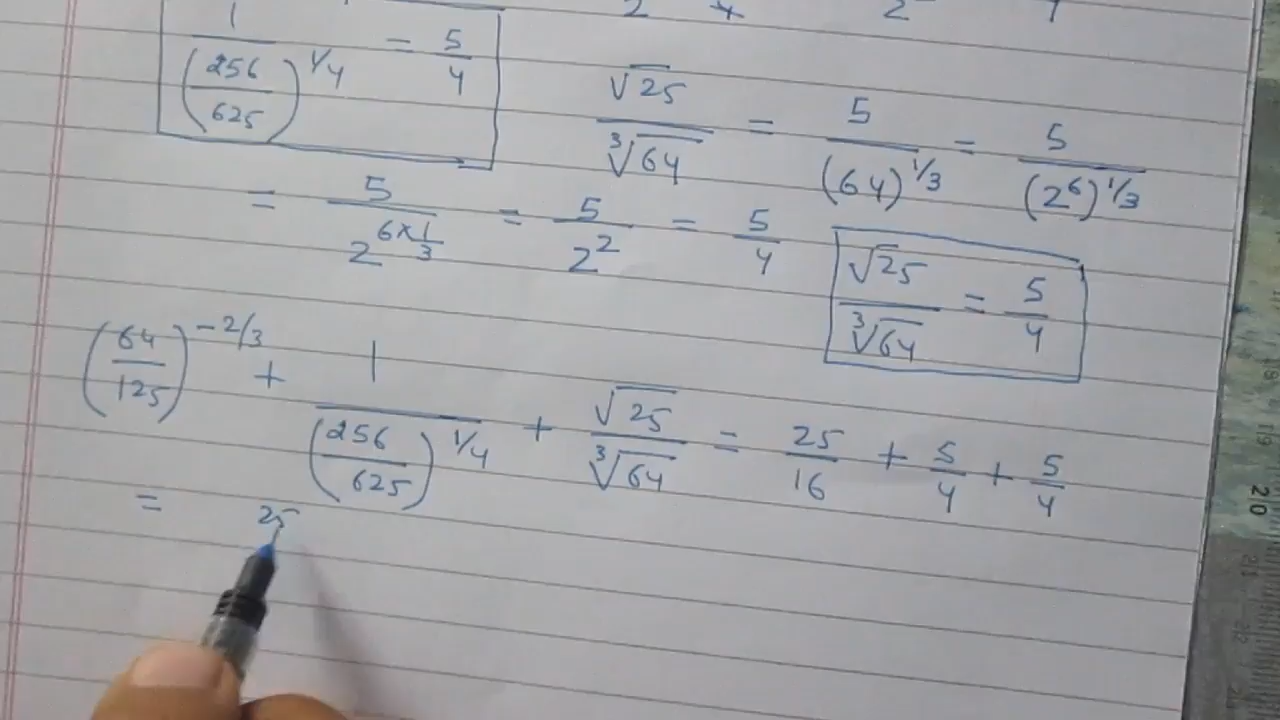 1/(256/625)^1/4 = 5/4
√25/∛64 = 5/(64)^1/3 = 5/(2^6)^1/3
= 5/2^(6×1/3) = 5/2^2 = 5/4
√25/∛64 = 5/4
(64/125)^-2/3 + 1/(256/625)^1/4 + √25/∛64 = 25/16 + 5/4 + 5/4
= 25
20